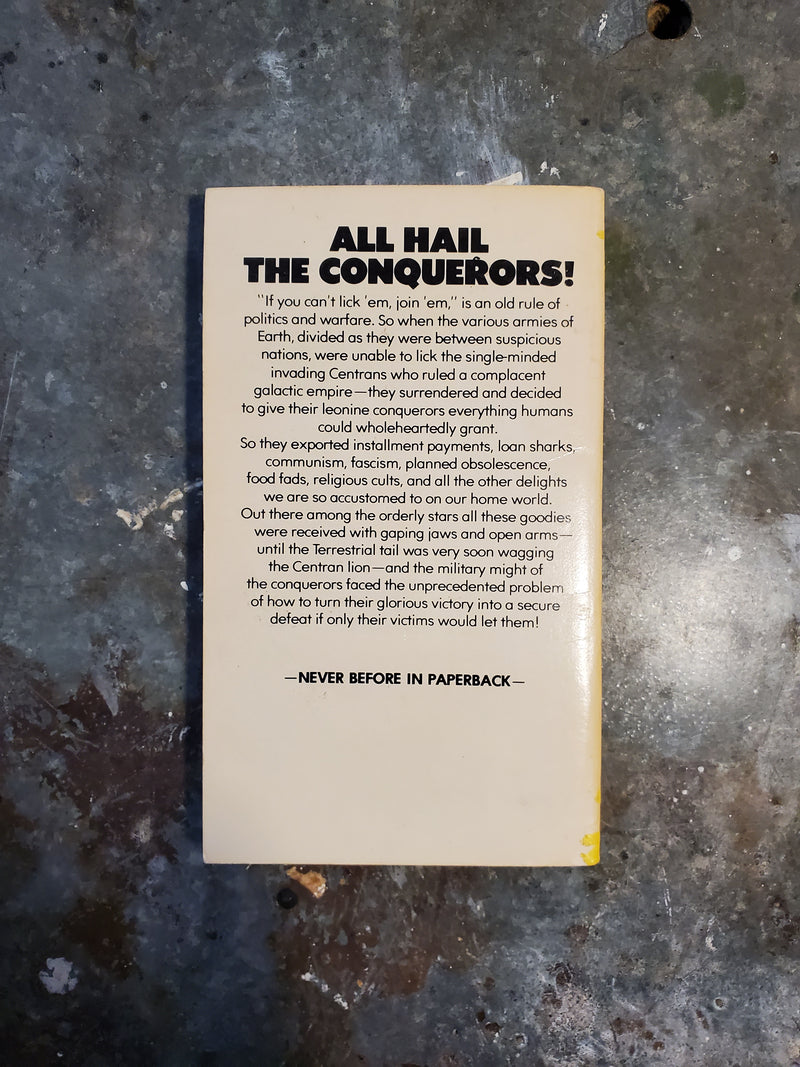 ALL HAIL
THE CONQUERORS!
"If you can't lick 'em, join 'em," is an old rule of
politics and warfare. So when the various armies of
Earth, divided as they were between suspicious
nations, were unable to lick the single-minded
invading Centrans who ruled a complacent
galactic empire—they surrendered and decided
to give their leonine conquerors everything humans
could wholeheartedly grant.
So they exported installment payments, loan sharks,
communism, fascism, planned obsolescence,
food fads, religious cults, and all the other delights
we are so accustomed to on our home world.
Out there among the orderly stars all these goodies
were received with gaping jaws and open arms—
until the Terrestrial tail was very soon wagging
the Centran lion—and the military might of
the conquerors faced the unprecedented problem
of how to turn their glorious victory into a secure
defeat if only their victims would let them!
—NEVER BEFORE IN PAPERBACK—